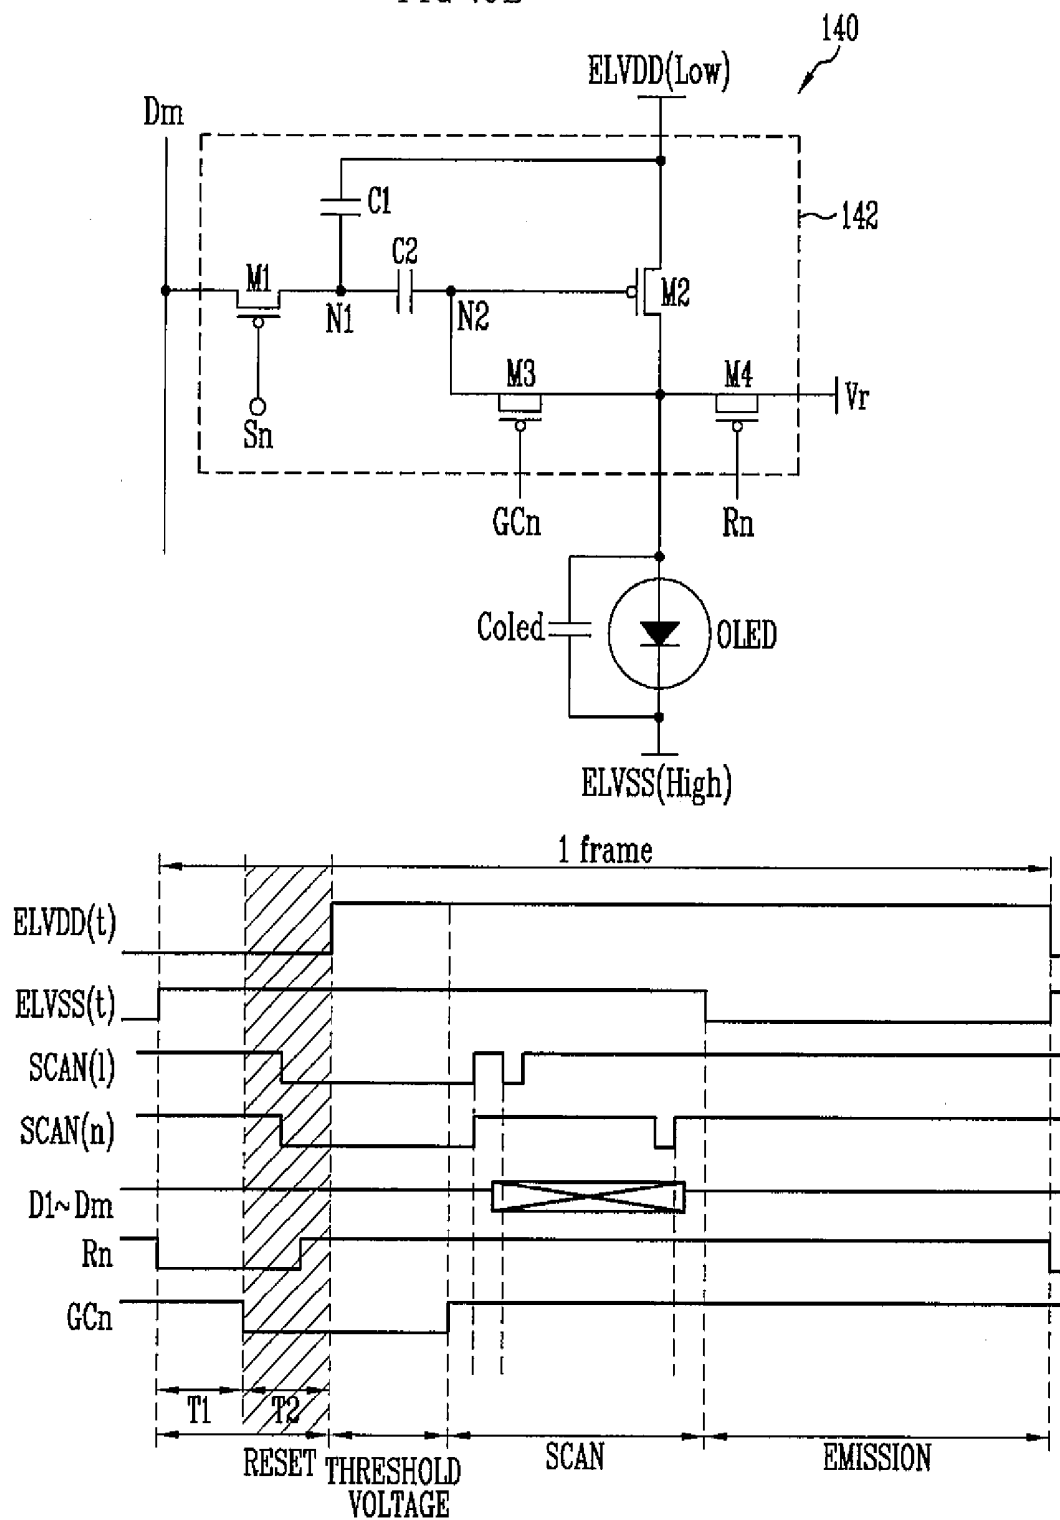 140
ELVDD(Low)
Dm
C1
142
C2
M1
M2
N1
N2
M3
M4
Vr
Sn
GCn
Rn
Coled
OLED
ELVSS(High)
1 frame
ELVDD(t)
ELVSS(t)
SCAN(1)
SCAN(n)
D1~Dm
Rn
GCn
T1
T2
RESET
THRESHOLD
VOLTAGE
SCAN
EMISSION